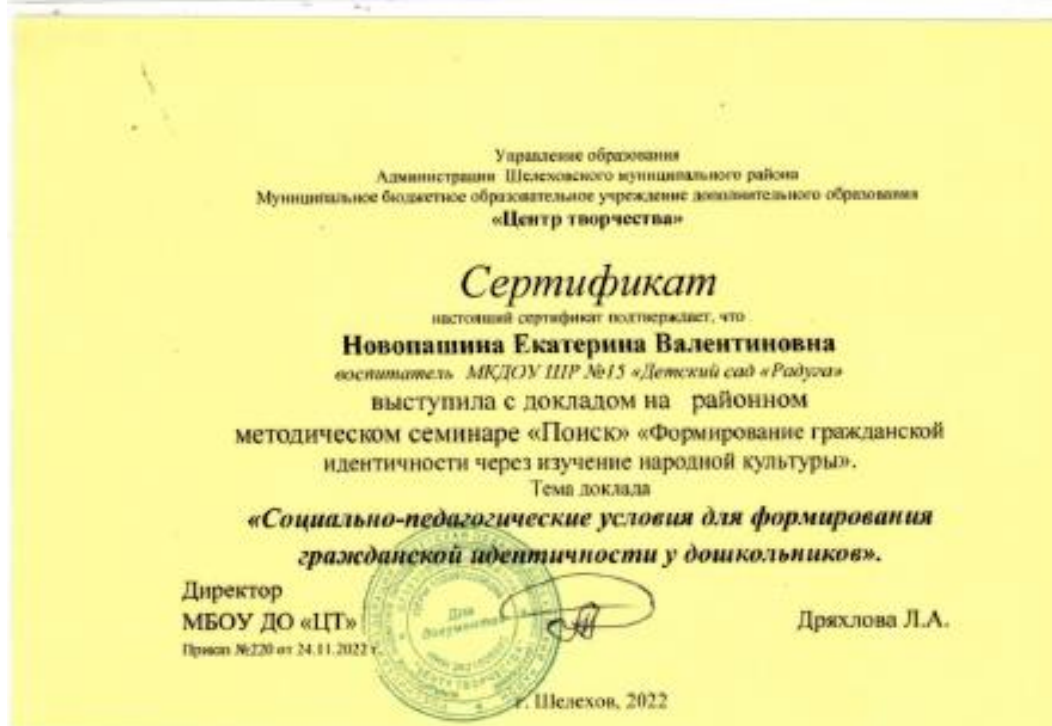 Управление образования
Администрации Шелеховского муниципального района
Муниципальное бюджетное образовательное учреждение дополнительного образования
«Центр творчества»
Сертификат
настоящий сертификат подтверждает, что
Новопашина Екатерина Валентиновна
воспитатель МКДОУ ШР №15 «Детский сад «Радуга»
выступила с докладом на районном
методическом семинаре «Поиск» «Формирование гражданской
идентичности через изучение народной культуры».
Тема доклада
«Социально-педагогические условия для формирования
гражданской идентичности у дошкольников».
Директор
МБОУ ДО «ЦТ»
Дряхлова Л.А.
Приказ №220 от 24.11.2022 г.
Для
документов
г. Шелехов, 2022